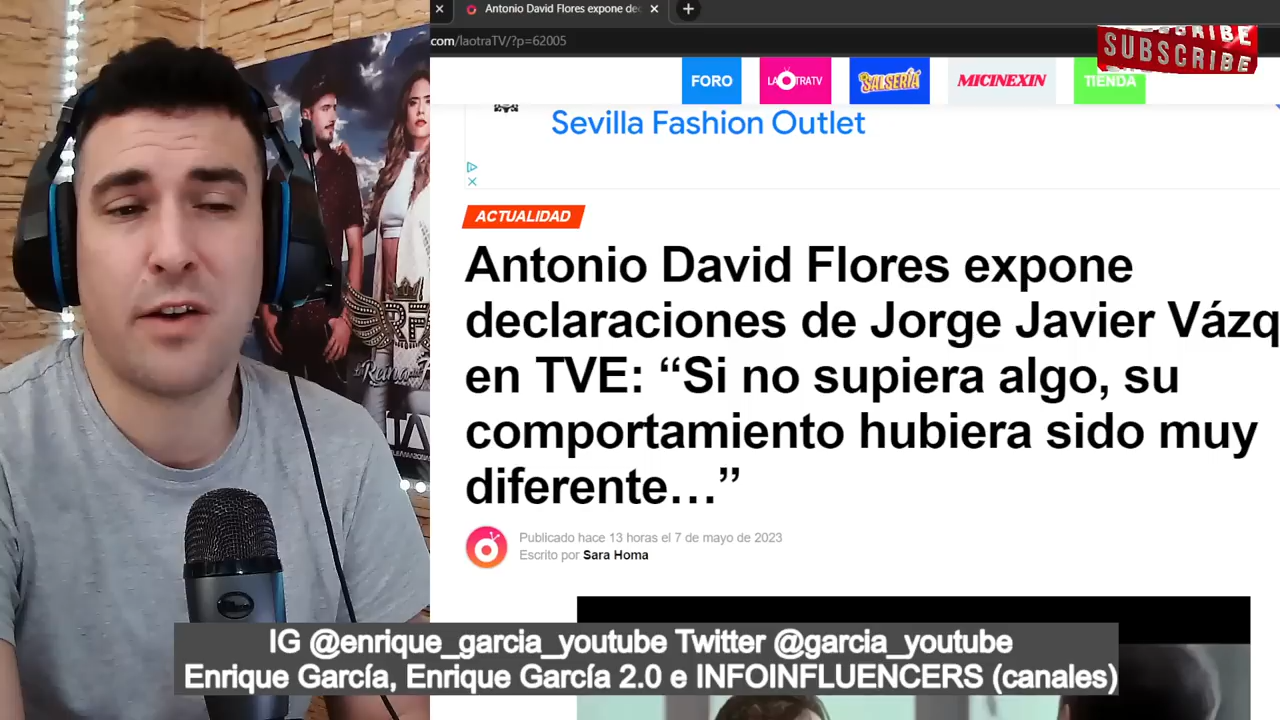 Antonio David Flores expone dec
com/laotraTV/?p=62005
SUBSCRIBE
SUBSCRIBE
FORO
LAOTRATV
SALSERÍA
MICINEXIN
TIENDA
Sevilla Fashion Outlet
ACTUALIDAD
Antonio David Flores expone
declaraciones de Jorge Javier Vázq
en TVE: “Si no supiera algo, su
comportamiento hubiera sido muy
diferente…”
Publicado hace 13 horas el 7 de mayo de 2023
Escrito por Sara Homa
IG @enrique_garcia_youtube Twitter @garcia_youtube
Enrique García, Enrique García 2.0 e INFOINFLUENCERS (canales)